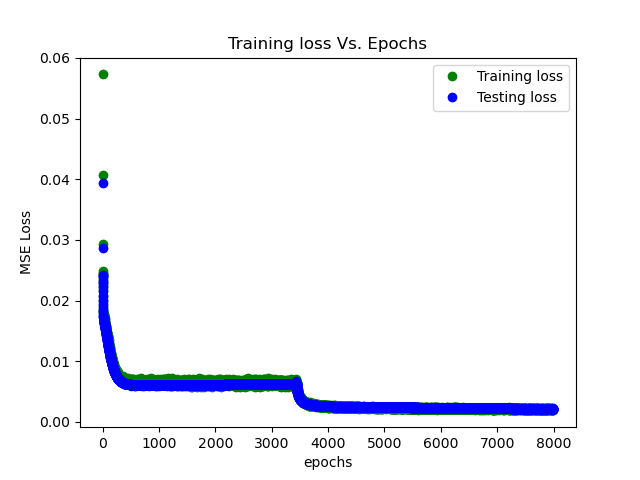 Training loss Vs. Epochs
0.06
0.05
0.04
0.03
0.02
0.01
0.00
MSE Loss
Training loss
Testing loss
0 1000 2000 3000 4000 5000 6000 7000 8000
epochs